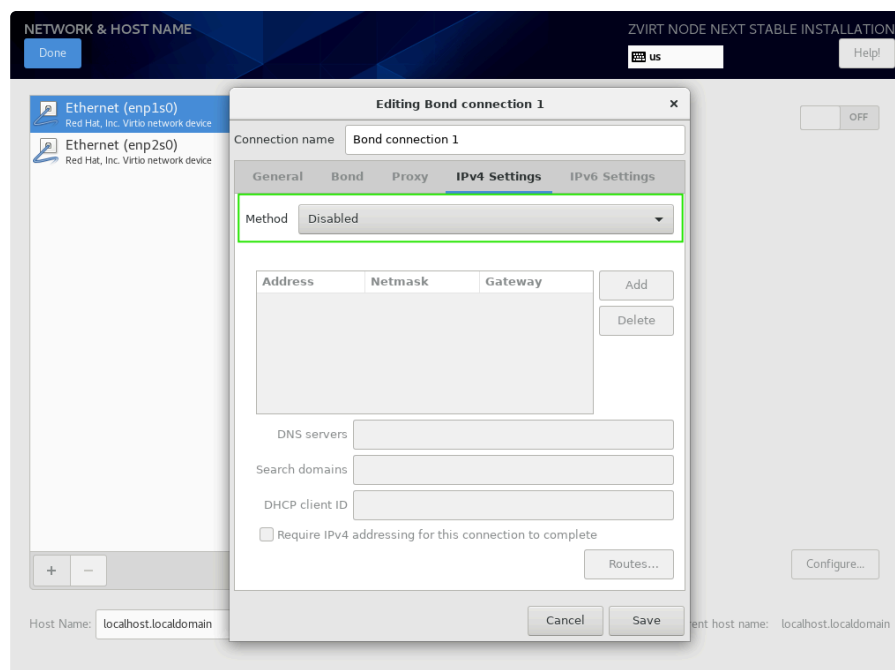 NETWORK & HOST NAME
ZVIRT NODE NEXT STABLE INSTALLATION
Done
us
Help!
Ethernet (enp1s0)
Red Hat, Inc. Virtio network device
Ethernet (enp2s0)
Red Hat, Inc. Virtio network device
OFF
Editing Bond connection 1
Connection name Bond connection 1
General Bond Proxy IPv4 Settings IPv6 Settings
Method Disabled
Address Netmask Gateway
Add
Delete
DNS servers
Search domains
DHCP client ID
Require IPv4 addressing for this connection to complete
Routes...
Configure...
Cancel Save
Host Name: localhost.localdomain
host name: localhost.localdomain